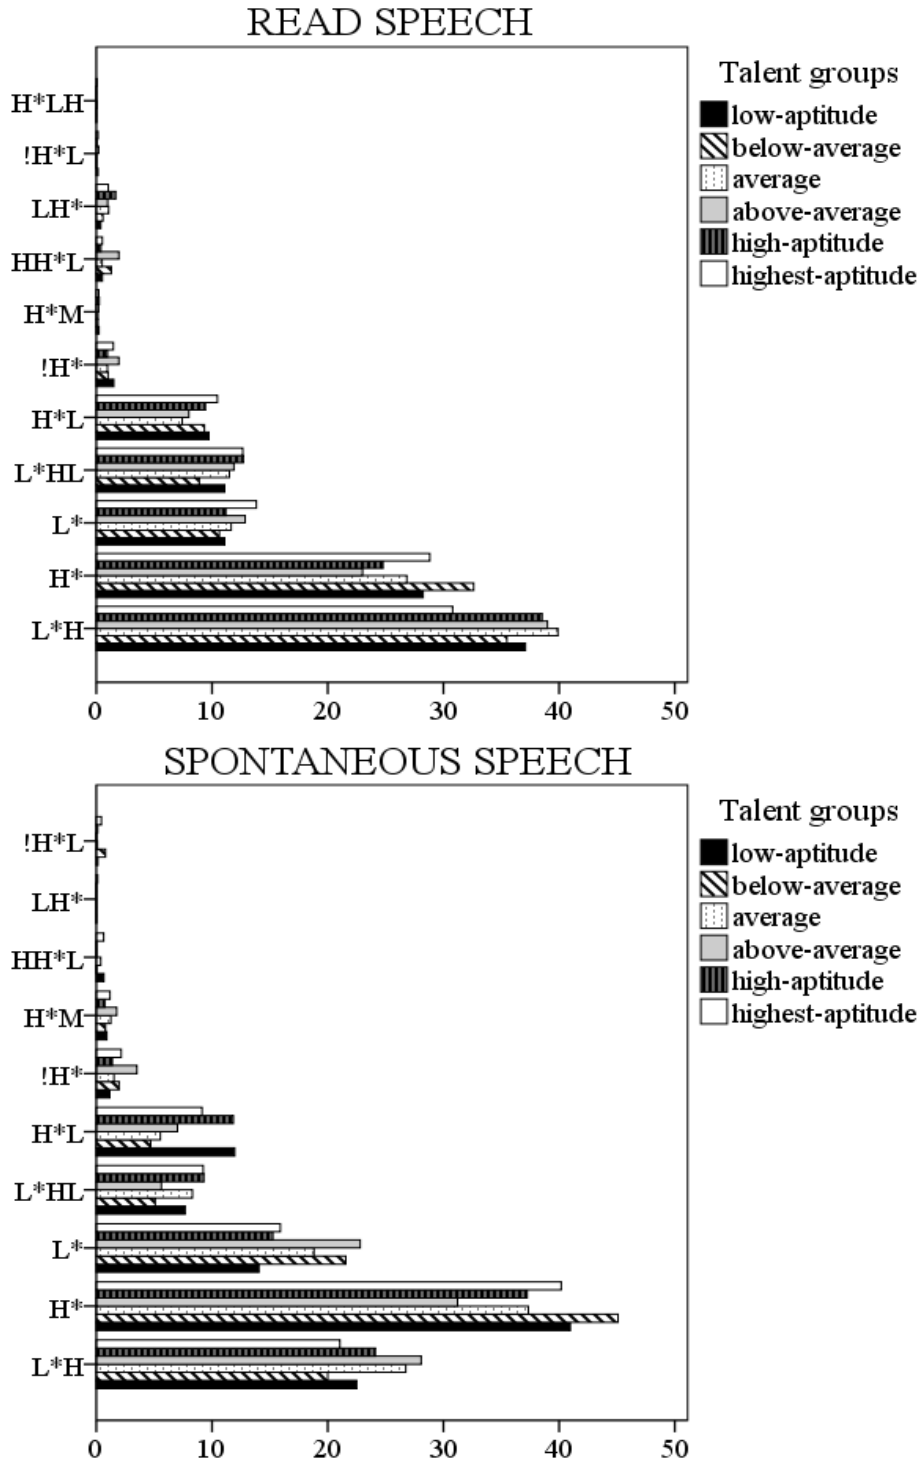 READ SPEECH
H*LH
!H*L
LH*
HH*L
H*M
!H*
H*L
L*HL
L*
H*
L*H
0 10 20 30 40 50
Talent groups
low-aptitude
below-average
average
above-average
high-aptitude
highest-aptitude
SPONTANEOUS SPEECH
!H*L
LH*
HH*L
H*M
!H*
H*L
L*HL
L*
H*
L*H
0 10 20 30 40 50
Talent groups
low-aptitude
below-average
average
above-average
high-aptitude
highest-aptitude